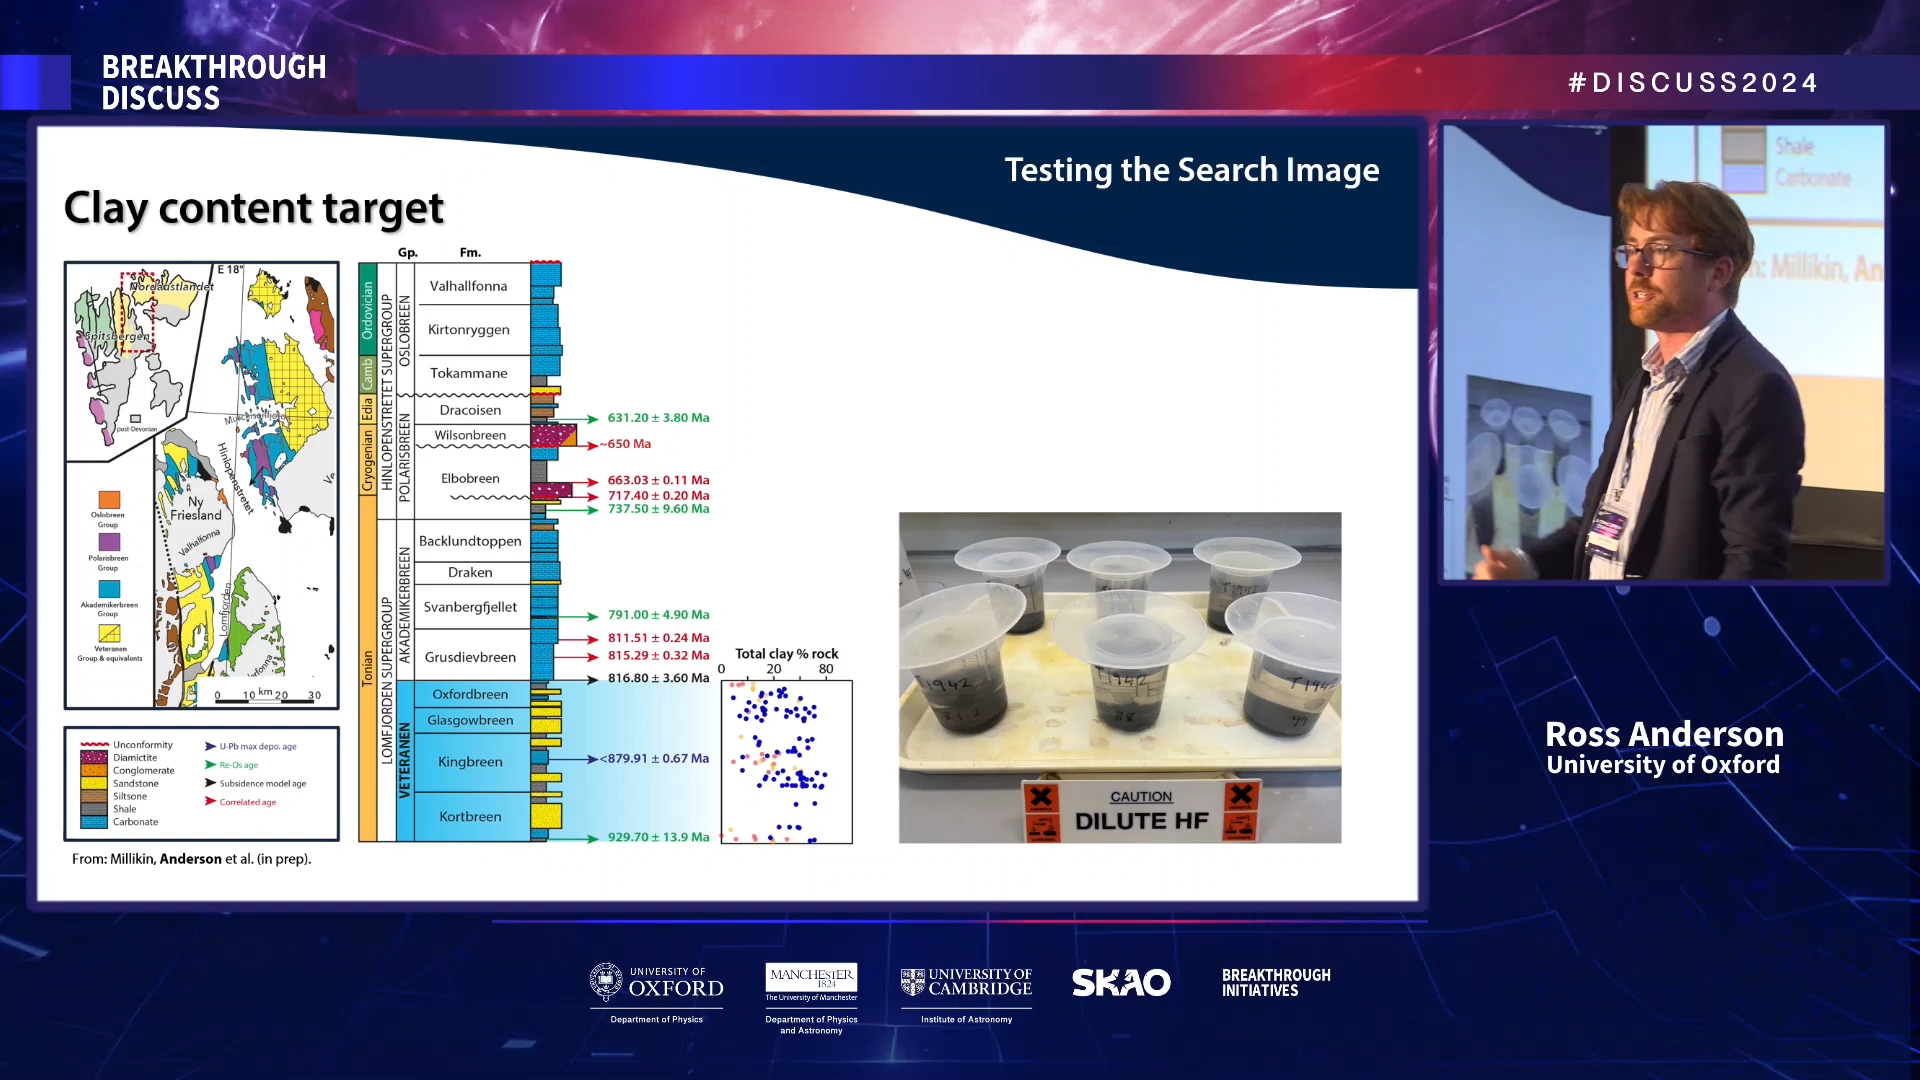 BREAKTHROUGH
DISCUSS
#DISCUSS2024
Testing the Search Image
Clay content target
E 18°
Nordaustlandet
Spitsbergen
post-Devonian
Hinlopenstretet
Ny
Friesland
Valhalfonna
Lomfjorden
Oslobreen
Group
Polarisbreen
Group
Akademikerbreen
Group
Veteranen
Group & equivalents
0 10 km 20 30
Unconformity
Diamictite
Conglomerate
Sandstone
Siltsone
Shale
Carbonate
U-Pb max depo. age
Re-Os age
Subsidence model age
Correlated age
From: Millikin, Anderson et al. (in prep).
Gp. Fm.
Ordovician
Camb
Edia
Cryogenian
Tonian
HINLOPENSTRETET SUPERGROUP
LOMFJORDEN SUPERGROUP
OSLOBREEN
POLARISBREEN
AKADEMIKERBREEN
VETERANEN
Valhallfonna
Kirtonryggen
Tokammane
Dracoisen
Wilsonbreen
Elbobreen
Backlundtoppen
Draken
Svanbergfjellet
Grusdievbreen
Oxfordbreen
Glasgowbreen
Kingbreen
Kortbreen
631.20 ± 3.80 Ma
~650 Ma
663.03 ± 0.11 Ma
717.40 ± 0.20 Ma
737.50 ± 9.60 Ma
791.00 ± 4.90 Ma
811.51 ± 0.24 Ma
815.29 ± 0.32 Ma
816.80 ± 3.60 Ma
<879.91 ± 0.67 Ma
929.70 ± 13.9 Ma
Total clay % rock
0 20 80
T1942
T1942
81.2
T1942
88
T1942
99
CAUTION
DILUTE HF
Shale
Carbonate
m: Millikin, An
Ross Anderson
University of Oxford
UNIVERSITY OF
OXFORD
Department of Physics
MANCHESTER
1824
The University of Manchester
Department of Physics
and Astronomy
UNIVERSITY OF
CAMBRIDGE
Institute of Astronomy
SKAO
BREAKTHROUGH
INITIATIVES